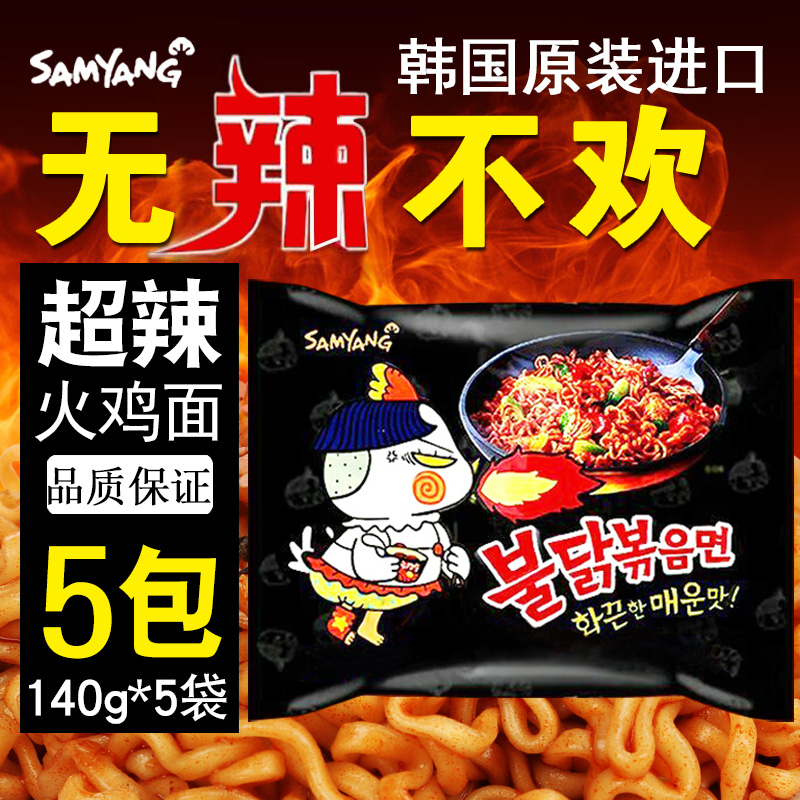 SAMYANG
韩国原装进口
无辣不欢
超辣
火鸡面
品质保证
5包
140g*5袋
SAMYANG
불닭볶음면
화끈한 매운맛!